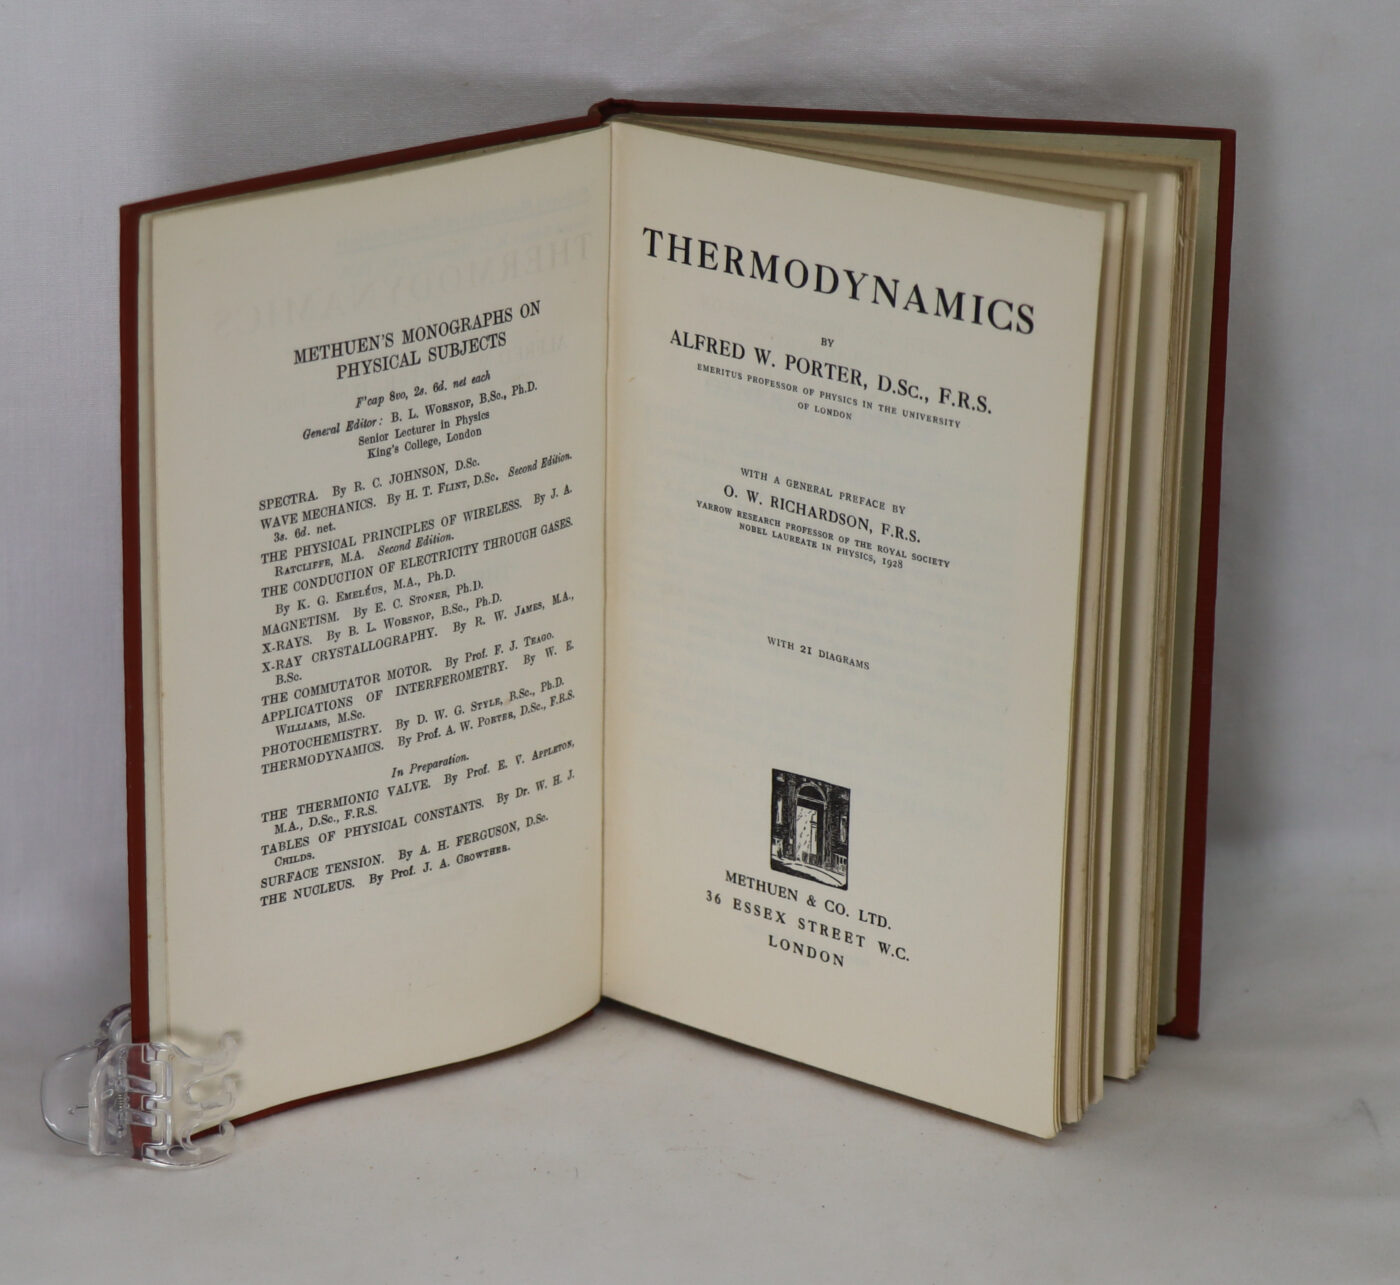 METHUEN'S MONOGRAPHS ON
PHYSICAL SUBJECTS
F'cap 8vo, 2s. 6d. net each
General Editor: B. L. WORSNOP, B.Sc., Ph.D.
Senior Lecturer in Physics
King's College, London
SPECTRA. By R. C. JOHNSON, D.Sc.
WAVE MECHANICS. By H. T. FLINT, D.Sc. Second Edition.
3s. 6d. net.
THE PHYSICAL PRINCIPLES OF WIRELESS. By J. A.
RATCLIFFE, M.A. Second Edition.
THE CONDUCTION OF ELECTRICITY THROUGH GASES.
By K. G. EMELÉUS, M.A., Ph.D.
MAGNETISM. By E. C. STONER, Ph.D.
X-RAYS. By B. L. WORSNOP, B.Sc., Ph.D.
X-RAY CRYSTALLOGRAPHY. By R. W. JAMES, M.A.,
B.Sc.
THE COMMUTATOR MOTOR. By Prof. F. J. TEAGO.
APPLICATIONS OF INTERFEROMETRY. By W. E.
WILLIAMS, M.Sc.
PHOTOCHEMISTRY. By D. W. G. STYLE, B.Sc., Ph.D.
THERMODYNAMICS. By Prof. A. W. PORTER, D.Sc., F.R.S.
In Preparation.
THE THERMIONIC VALVE. By Prof. E. V. APPLETON,
M.A., D.Sc., F.R.S.
TABLES OF PHYSICAL CONSTANTS. By Dr. W. H. J.
CHILDS.
SURFACE TENSION. By A. H. FERGUSON, D.Sc.
THE NUCLEUS. By Prof. J. A. CROWTHER.
THERMODYNAMICS
BY
ALFRED W. PORTER, D.Sc., F.R.S.
EMERITUS PROFESSOR OF PHYSICS IN THE UNIVERSITY
OF LONDON
WITH A GENERAL PREFACE BY
O. W. RICHARDSON, F.R.S.
YARROW RESEARCH PROFESSOR OF THE ROYAL SOCIETY
NOBEL LAUREATE IN PHYSICS, 1928
WITH 21 DIAGRAMS
METHUEN & CO. LTD.
36 ESSEX STREET W.C.
LONDON